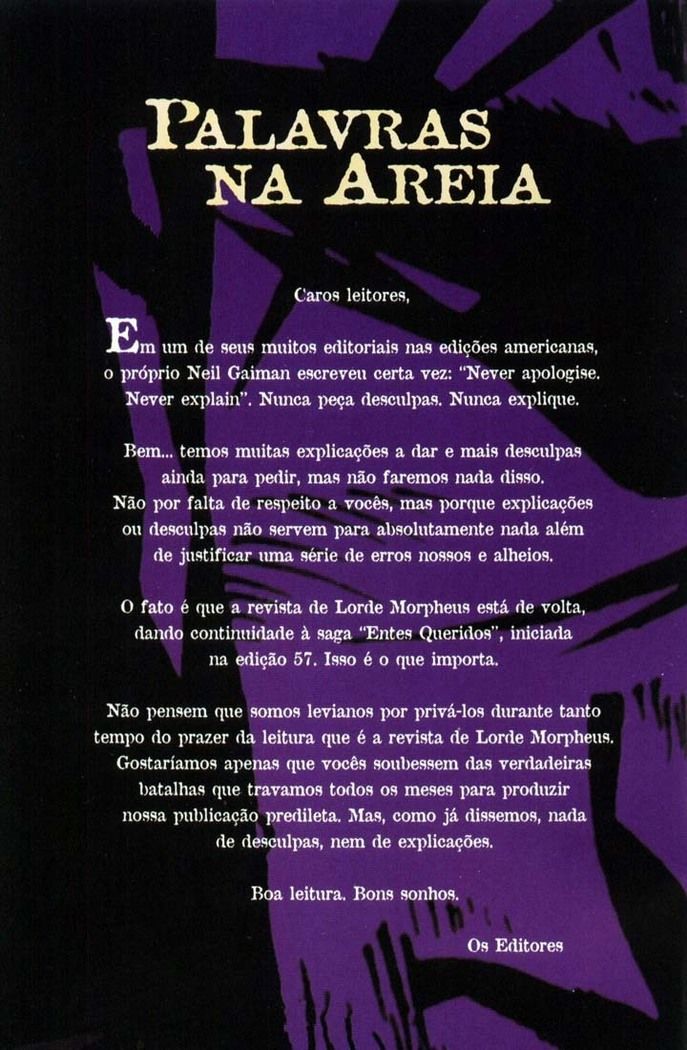 PALAVRAS
NA AREIA
Caros leitores,
Em um de seus muitos editoriais nas edições americanas,
o próprio Neil Gaiman escreveu certa vez: “Never apologise.
Never explain”. Nunca peça desculpas. Nunca explique.
Bem... temos muitas explicações a dar e mais desculpas
ainda para pedir, mas não faremos nada disso.
Não por falta de respeito a vocês, mas porque explicações
ou desculpas não servem para absolutamente nada além
de justificar uma série de erros nossos e alheios.
O fato é que a revista de Lorde Morpheus está de volta,
dando continuidade à saga “Entes Queridos”, iniciada
na edição 57. Isso é o que importa.
Não pensem que somos levianos por privá-los durante tanto
tempo do prazer da leitura que é a revista de Lorde Morpheus.
Gostaríamos apenas que vocês soubessem das verdadeiras
batalhas que travamos todos os meses para produzir
nossa publicação predileta. Mas, como já dissemos, nada
de desculpas, nem de explicações.
Boa leitura. Bons sonhos.
Os Editores